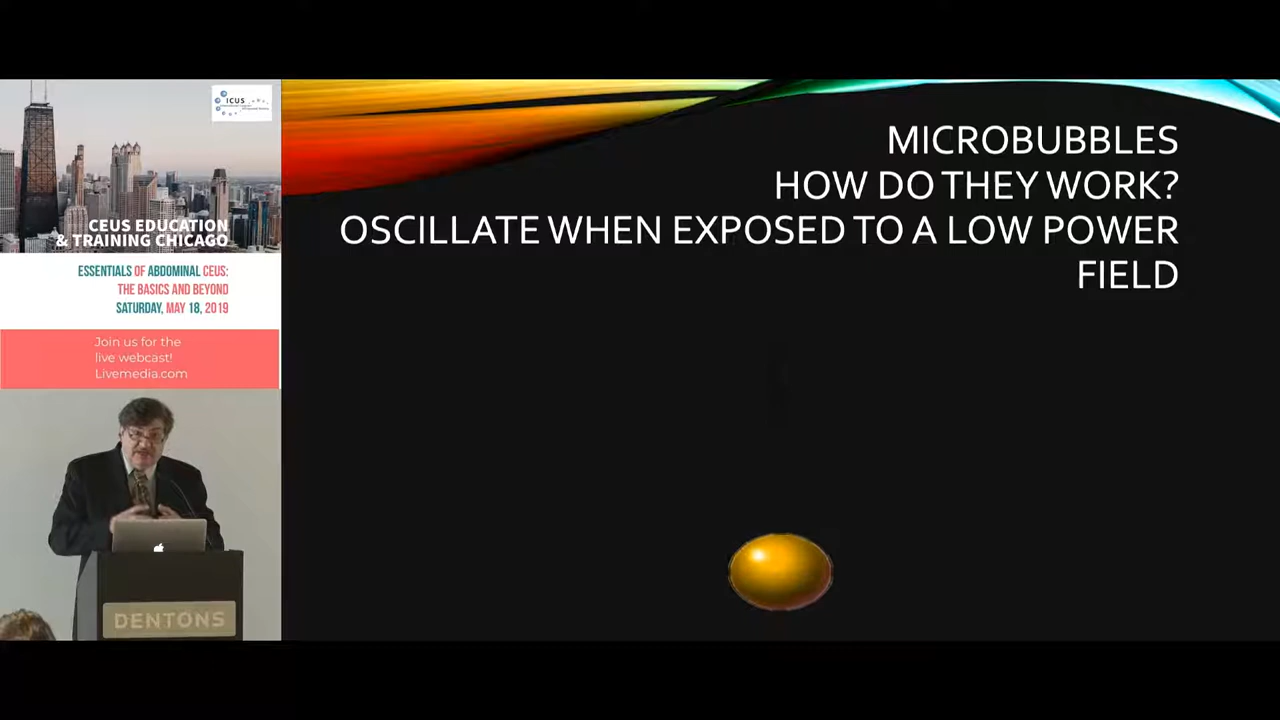 ICUS
CEUS EDUCATION
& TRAINING CHICAGO
ESSENTIALS OF ABDOMINAL CEUS:
THE BASICS AND BEYOND
SATURDAY, MAY 18, 2019
Join us for the
live webcast!
Livemedia.com
DENTONS
MICROBUBBLES
HOW DO THEY WORK?
OSCILLATE WHEN EXPOSED TO A LOW POWER
FIELD